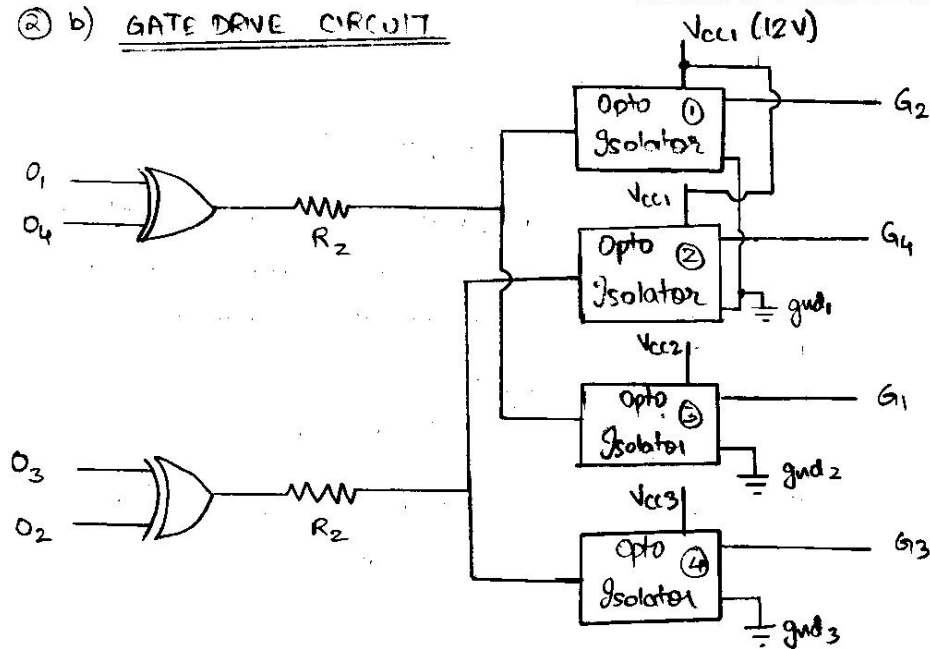 ② b) GATE DRIVE CIRCUIT
Vcc1 (12V)
Opto ①
Isolator
G2
O1
O4
R2
Vcc1
Opto ②
Isolator
G4
gnd1
Vcc2
Opto ③
Isolator
G1
gnd2
O3
O2
R2
Vcc3
Opto ④
Isolator
G3
gnd3